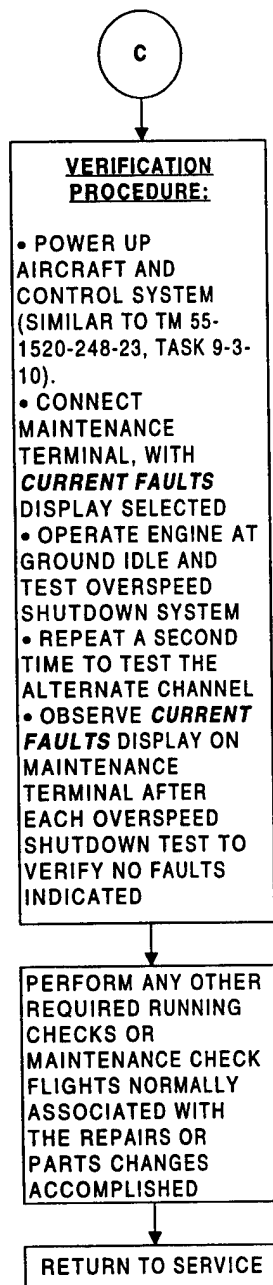 C
VERIFICATION
PROCEDURE:
• POWER UP
AIRCRAFT AND
CONTROL SYSTEM
(SIMILAR TO TM 55-
1520-248-23, TASK 9-3-
10).
• CONNECT
MAINTENANCE
TERMINAL, WITH
CURRENT FAULTS
DISPLAY SELECTED
• OPERATE ENGINE AT
GROUND IDLE AND
TEST OVERSPEED
SHUTDOWN SYSTEM
• REPEAT A SECOND
TIME TO TEST THE
ALTERNATE CHANNEL
• OBSERVE CURRENT
FAULTS DISPLAY ON
MAINTENANCE
TERMINAL AFTER
EACH OVERSPEED
SHUTDOWN TEST TO
VERIFY NO FAULTS
INDICATED
PERFORM ANY OTHER
REQUIRED RUNNING
CHECKS OR
MAINTENANCE CHECK
FLIGHTS NORMALLY
ASSOCIATED WITH
THE REPAIRS OR
PARTS CHANGES
ACCOMPLISHED
RETURN TO SERVICE